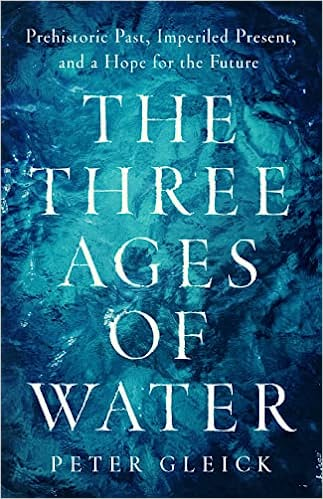 Prehistoric Past, Imperiled Present,
and a Hope for the Future
THE
THREE
AGES
OF
WATER
PETER GLEICK